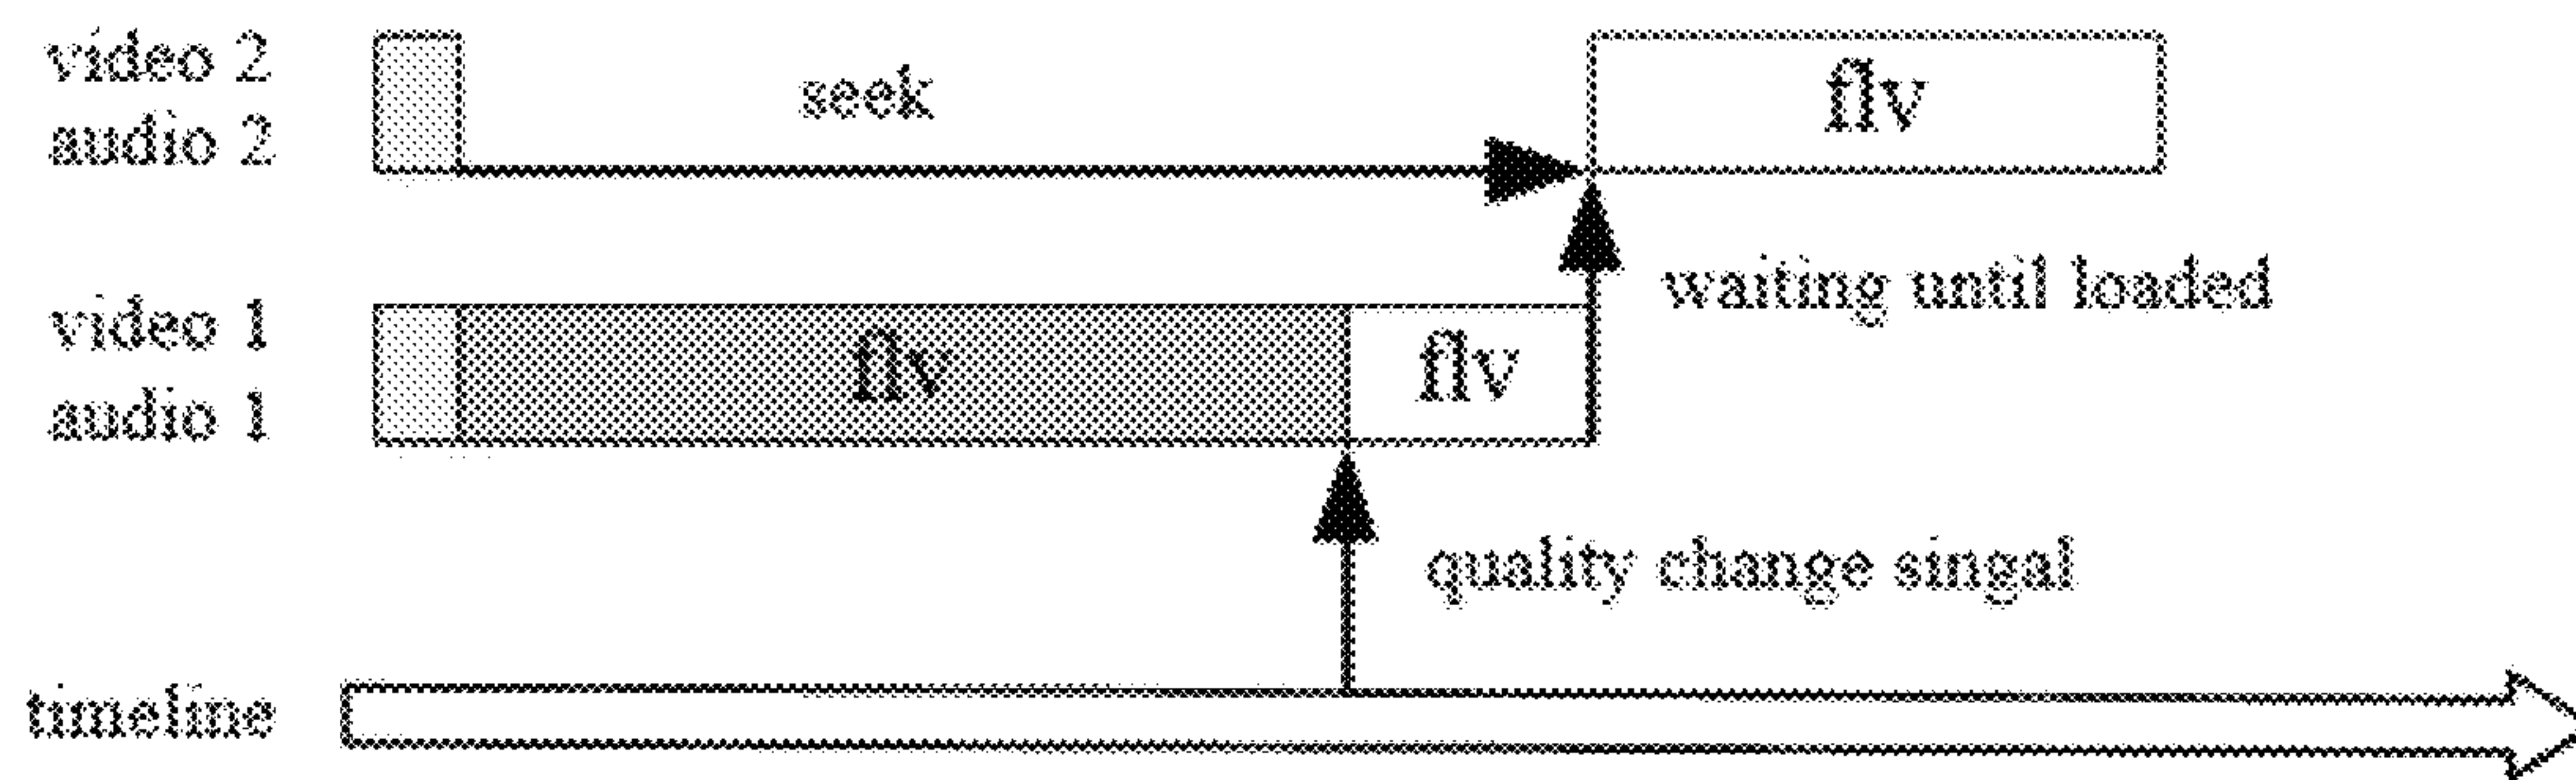 video 2
audio 2
seek
flv
waiting until loaded
video 1
audio 1
flv
flv
quality change singal
timeline